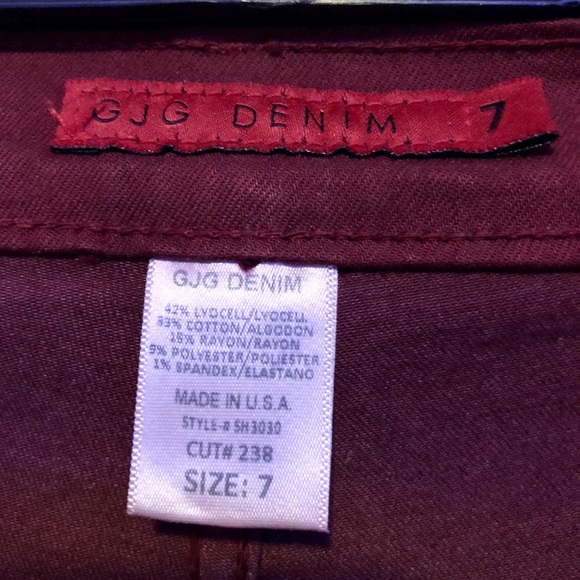 GJG DENIM 7
GJG DENIM
42% LYOCELL/LYOCELL
33% COTTON/ALGODON
15% RAYON/RAYON
9% POLYESTER/POLIESTER
1% SPANDEX/ELASTANO
MADE IN U.S.A.
STYLE-# SH3030
CUT# 238
SIZE: 7